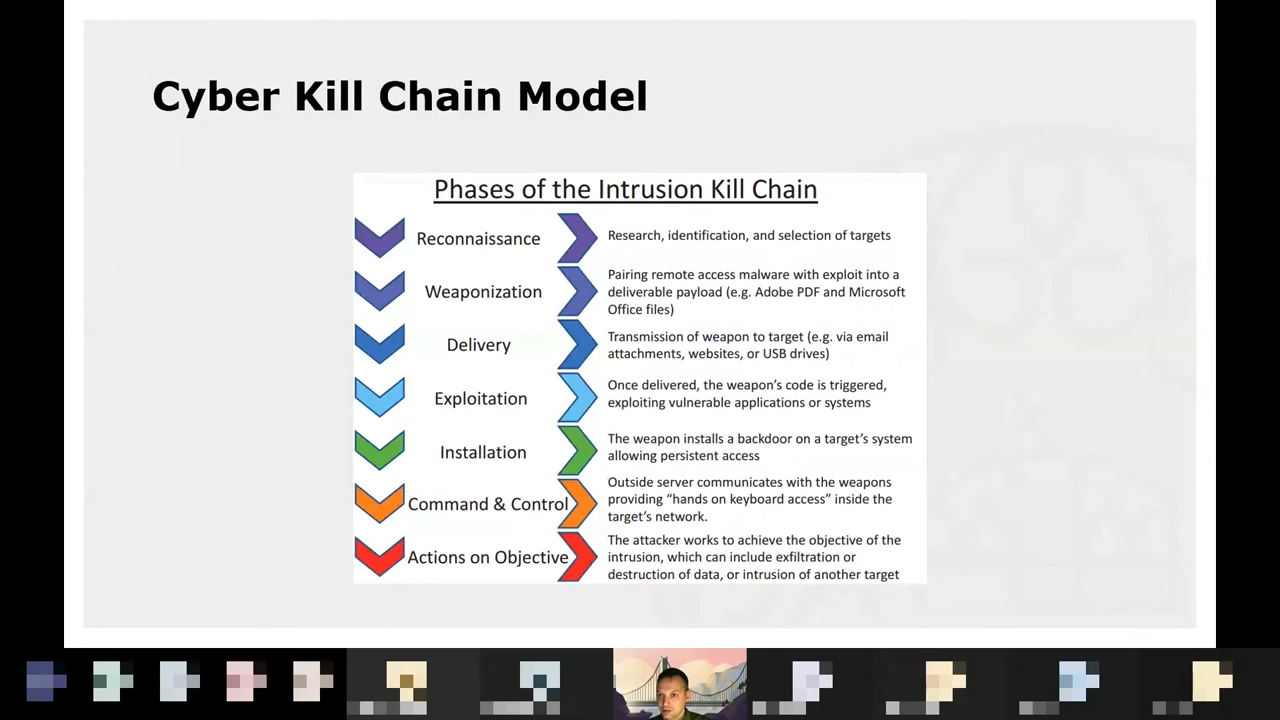 Cyber Kill Chain Model
Phases of the Intrusion Kill Chain
Reconnaissance
Research, identification, and selection of targets
Weaponization
Pairing remote access malware with exploit into a
deliverable payload (e.g. Adobe PDF and Microsoft
Office files)
Delivery
Transmission of weapon to target (e.g. via email
attachments, websites, or USB drives)
Exploitation
Once delivered, the weapon's code is triggered,
exploiting vulnerable applications or systems
Installation
The weapon installs a backdoor on a target's system
allowing persistent access
Command & Control
Outside server communicates with the weapons
providing "hands on keyboard access" inside the
target's network.
Actions on Objective
The attacker works to achieve the objective of the
intrusion, which can include exfiltration or
destruction of data, or intrusion of another target